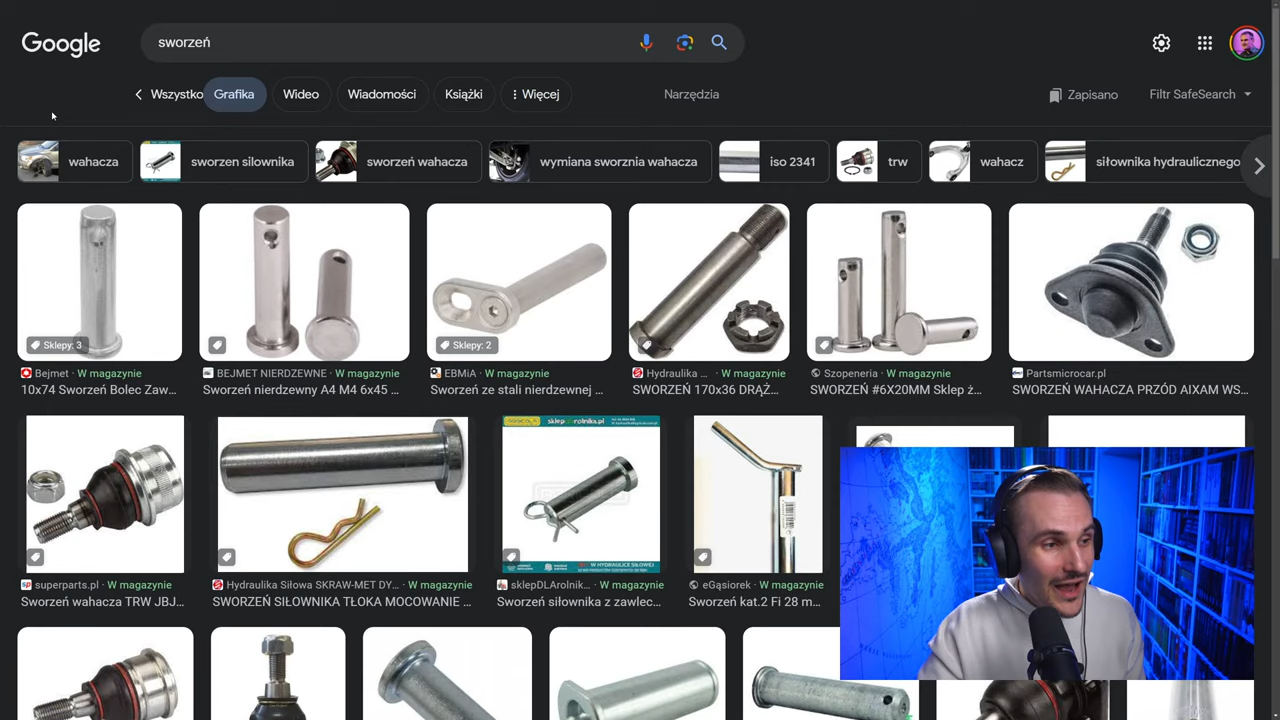 Google
sworzeń
Wszystko
Grafika
Wideo
Wiadomości
Książki
Więcej
Narzędzia
Zapisano
Filtr SafeSearch
wahacza
sworzen silownika
sworzeń wahacza
wymiana sworznia wahacza
iso 2341
trw
wahacz
siłownika hydraulicznego
Sklepy: 3
Sklepy: 2
Bejmet · W magazynie
10x74 Sworzeń Bolec Zaw...
BEJMET NIERDZEWNE · W magazynie
Sworzeń nierdzewny A4 M4 6x45 ...
EBMiA · W magazynie
Sworzeń ze stali nierdzewnej ...
Hydraulika ... · W magazynie
SWORZEŃ 170x36 DRĄŻ...
Szopeneria · W magazynie
SWORZEŃ #6X20MM Sklep ż...
Partsmicrocar.pl
SWORZEŃ WAHACZA PRZÓD AIXAM WS...
superparts.pl · W magazynie
Sworzeń wahacza TRW JBJ...
Hydraulika Siłowa SKRAW-MET DY... · W magazynie
SWORZEŃ SIŁOWNIKA TŁOKA MOCOWANIE ...
sklepDLArolnik... · W magazynie
Sworzeń siłownika z zawlec...
eGąsiorek · W magazynie
Sworzeń kat.2 Fi 28 m...